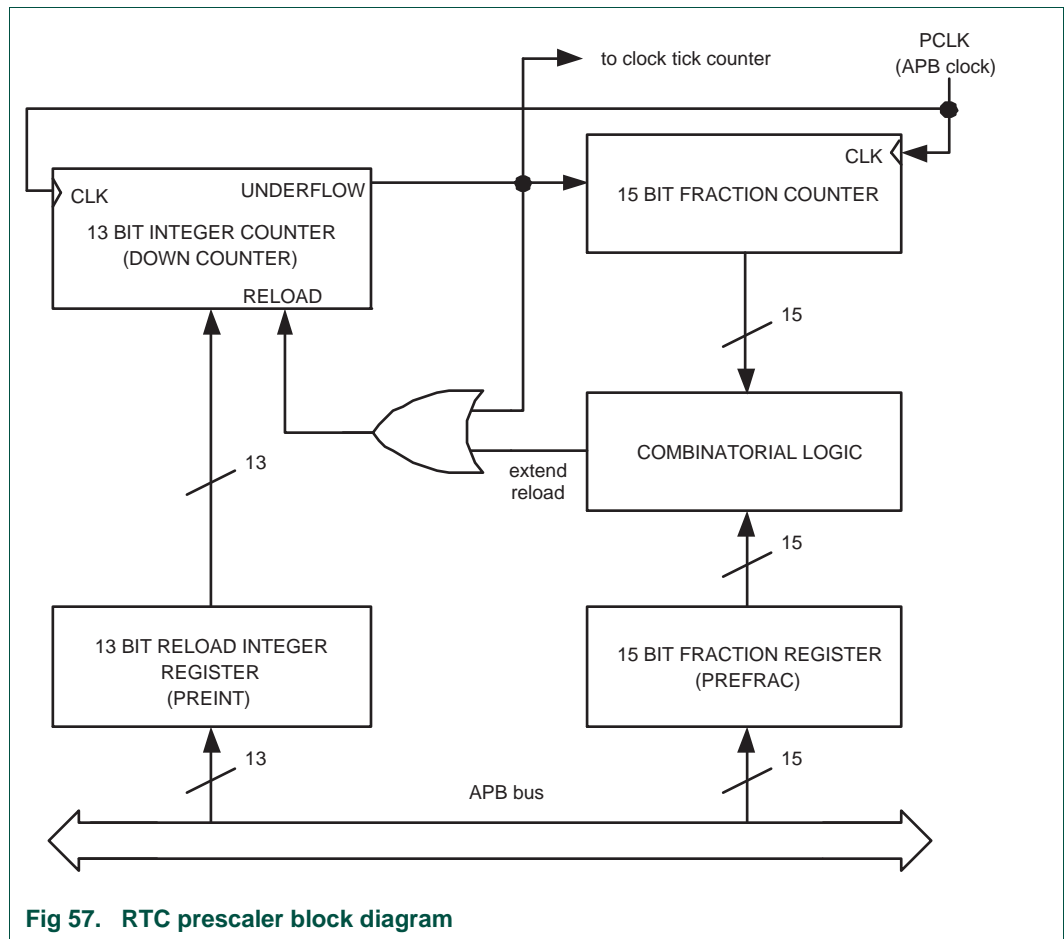 to clock tick counter
PCLK
(APB clock)
CLK
UNDERFLOW
13 BIT INTEGER COUNTER
(DOWN COUNTER)
RELOAD
CLK
15 BIT FRACTION COUNTER
15
COMBINATORIAL LOGIC
extend
reload
13
15
13 BIT RELOAD INTEGER
REGISTER
(PREINT)
15 BIT FRACTION REGISTER
(PREFRAC)
13
15
APB bus
Fig 57. RTC prescaler block diagram